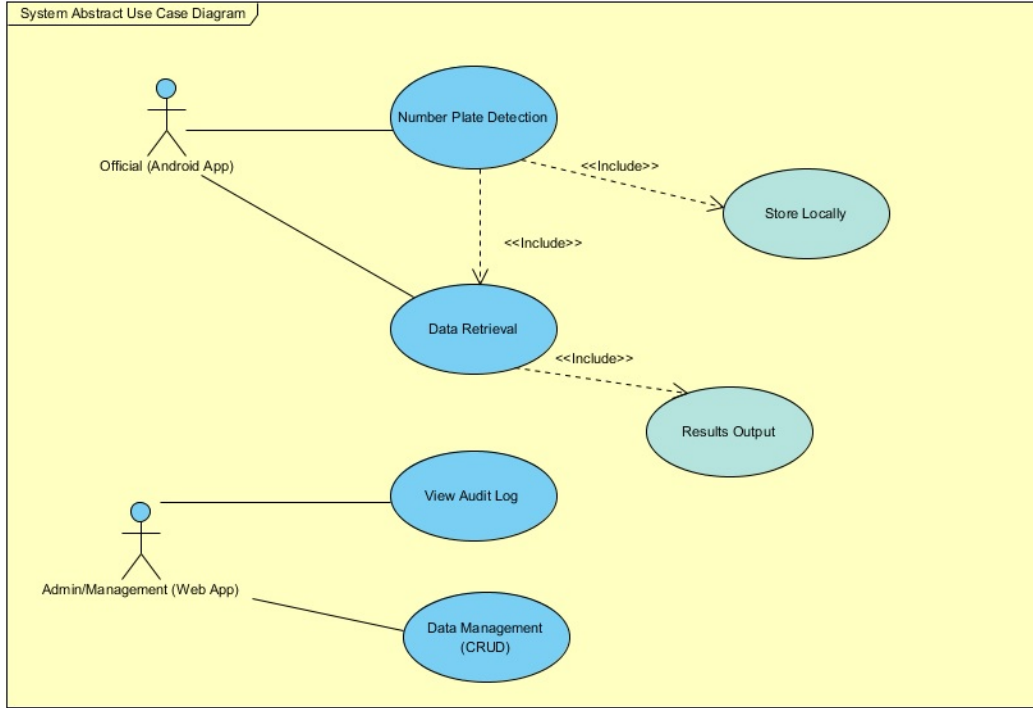 System Abstract Use Case Diagram
Number Plate Detection
Official (Android App)
<<Include>>
Store Locally
<<Include>>
Data Retrieval
<<Include>>
Results Output
View Audit Log
Admin/Management (Web App)
Data Management
(CRUD)